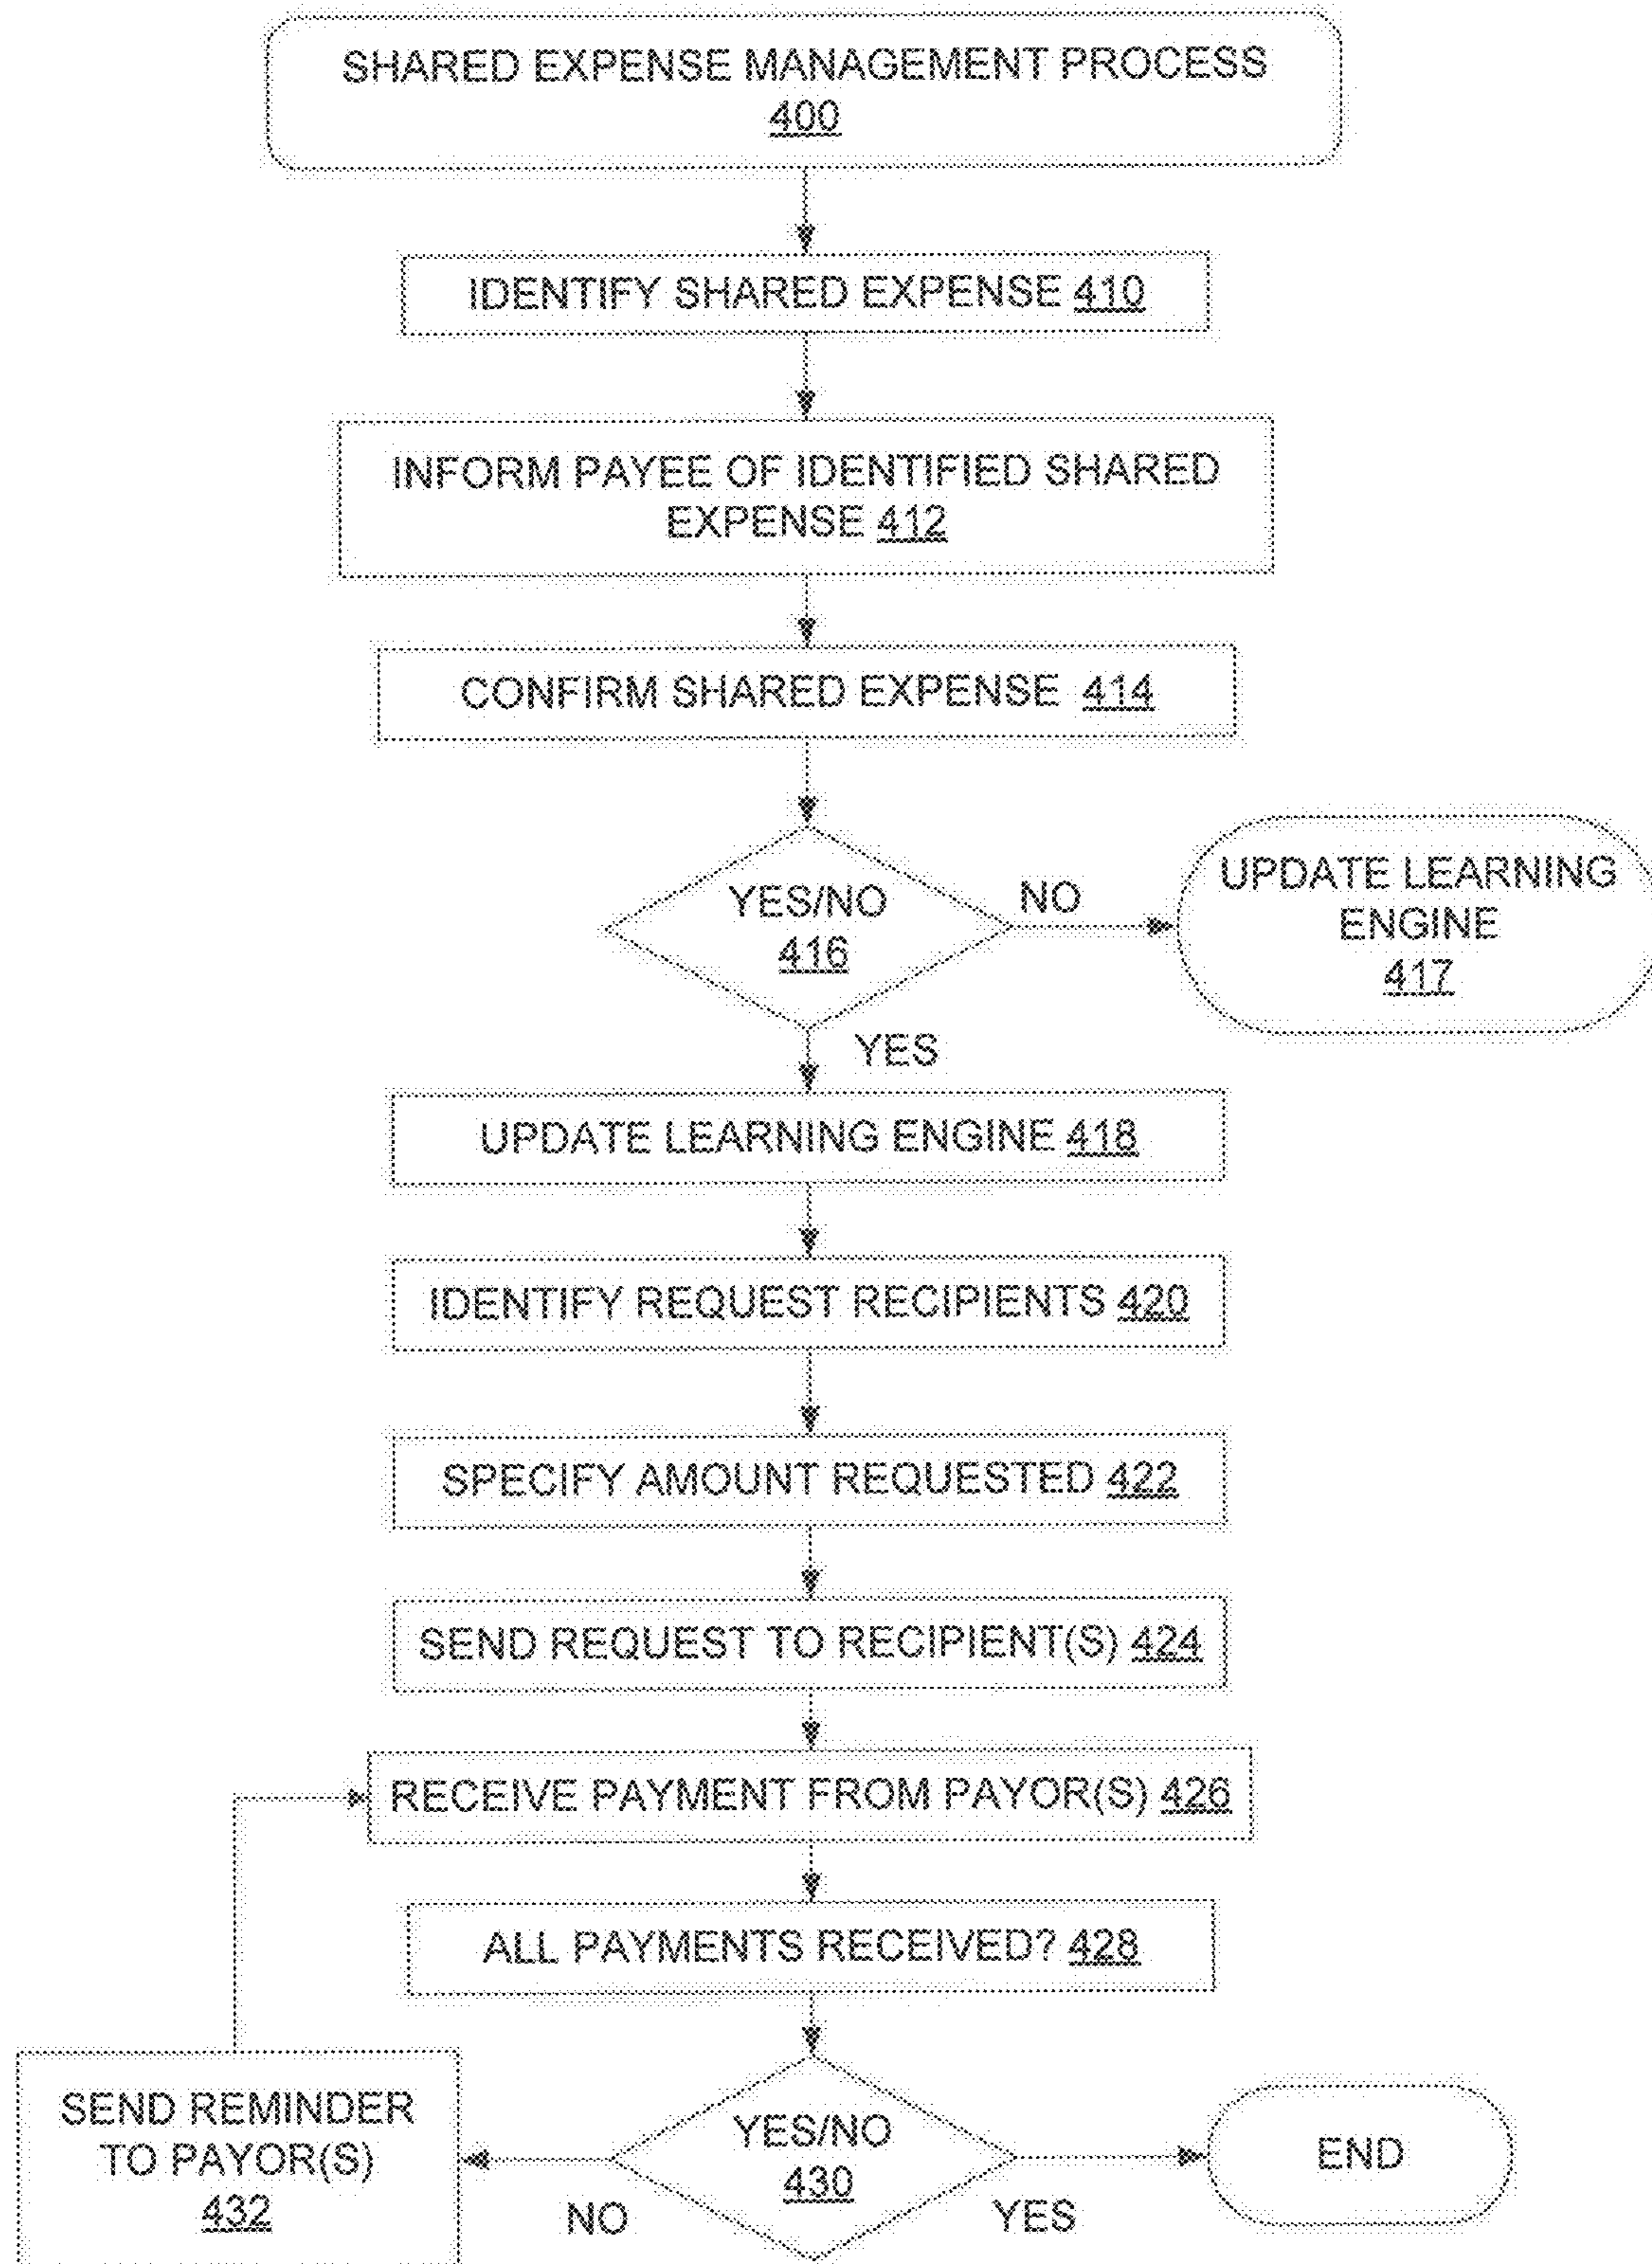 SHARED EXPENSE MANAGEMENT PROCESS
400
IDENTIFY SHARED EXPENSE 410
INFORM PAYEE OF IDENTIFIED SHARED
EXPENSE 412
CONFIRM SHARED EXPENSE 414
YES/NO
416
NO
UPDATE LEARNING
ENGINE
417
YES
UPDATE LEARNING ENGINE 418
IDENTIFY REQUEST RECIPIENTS 420
SPECIFY AMOUNT REQUESTED 422
SEND REQUEST TO RECIPIENT(S) 424
RECEIVE PAYMENT FROM PAYOR(S) 426
ALL PAYMENTS RECEIVED? 428
SEND REMINDER
TO PAYOR(S)
432
NO
YES/NO
430
YES
END